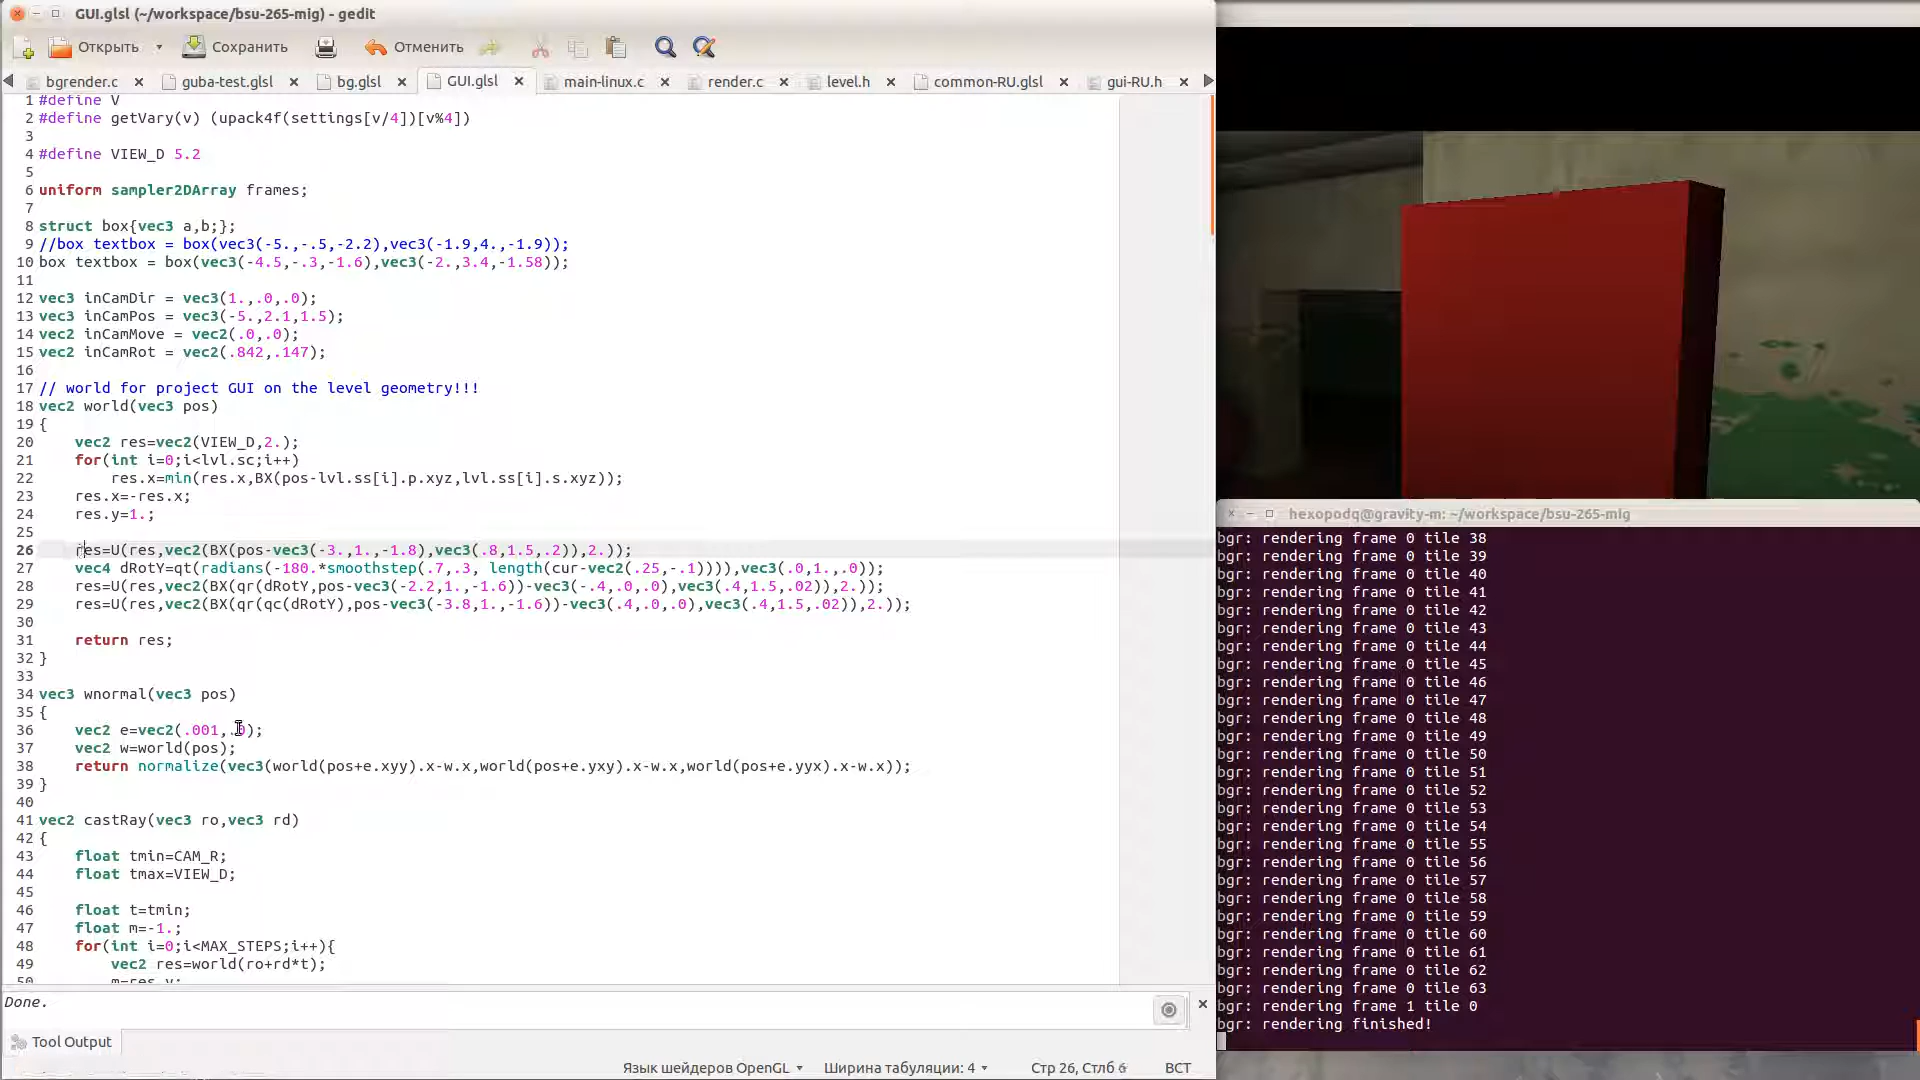 GUI.glsl (~/workspace/bsu-265-mig) - gedit
Открыть Сохранить Отменить
bgrender.c guba-test.glsl bg.glsl GUI.glsl main-linux.c render.c level.h common-RU.glsl gui-RU.h
1 #define V
2 #define getVary(v) (upack4f(settings[v/4])[v%4])
3
4 #define VIEW_D 5.2
5
6 uniform sampler2DArray frames;
7
8 struct box{vec3 a,b;};
9 //box textbox = box(vec3(-5.,-.5,-2.2),vec3(-1.9,4.,-1.9));
10 box textbox = box(vec3(-4.5,-.3,-1.6),vec3(-2.,3.4,-1.58));
11
12 vec3 inCamDir = vec3(1.,.0,.0);
13 vec3 inCamPos = vec3(-5.,2.1,1.5);
14 vec2 inCamMove = vec2(.0,.0);
15 vec2 inCamRot = vec2(.842,.147);
16
17 // world for project GUI on the level geometry!!!
18 vec2 world(vec3 pos)
19 {
20 vec2 res=vec2(VIEW_D,2.);
21 for(int i=0;i<lvl.sc;i++)
22 res.x=min(res.x,BX(pos-lvl.ss[i].p.xyz,lvl.ss[i].s.xyz));
23 res.x=-res.x;
24 res.y=1.;
25
26 res=U(res,vec2(BX(pos-vec3(-3.,1.,-1.8),vec3(.8,1.5,.2)),2.));
27 vec4 dRotY=qt(radians(-180.*smoothstep(.7,.3, length(cur-vec2(.25,-.1)))),vec3(.0,1.,.0));
28 res=U(res,vec2(BX(qr(dRotY,pos-vec3(-2.2,1.,-1.6))-vec3(-.4,.0,.0),vec3(.4,1.5,.02)),2.));
29 res=U(res,vec2(BX(qr(qc(dRotY),pos-vec3(-3.8,1.,-1.6))-vec3(.4,.0,.0),vec3(.4,1.5,.02)),2.));
30
31 return res;
32 }
33
34 vec3 wnormal(vec3 pos)
35 {
36 vec2 e=vec2(.001,.0);
37 vec2 w=world(pos);
38 return normalize(vec3(world(pos+e.xyy).x-w.x,world(pos+e.yxy).x-w.x,world(pos+e.yyx).x-w.x));
39 }
40
41 vec2 castRay(vec3 ro,vec3 rd)
42 {
43 float tmin=CAM_R;
44 float tmax=VIEW_D;
45
46 float t=tmin;
47 float m=-1.;
48 for(int i=0;i<MAX_STEPS;i++){
49 vec2 res=world(ro+rd*t);
50 m=res.y;
Done.
Tool Output
Язык шейдеров OpenGL Ширина табуляции: 4 Стр 26, Стлб 6 ВСТ
hexopodq@gravity-m: ~/workspace/bsu-265-mig
bgr: rendering frame 0 tile 38
bgr: rendering frame 0 tile 39
bgr: rendering frame 0 tile 40
bgr: rendering frame 0 tile 41
bgr: rendering frame 0 tile 42
bgr: rendering frame 0 tile 43
bgr: rendering frame 0 tile 44
bgr: rendering frame 0 tile 45
bgr: rendering frame 0 tile 46
bgr: rendering frame 0 tile 47
bgr: rendering frame 0 tile 48
bgr: rendering frame 0 tile 49
bgr: rendering frame 0 tile 50
bgr: rendering frame 0 tile 51
bgr: rendering frame 0 tile 52
bgr: rendering frame 0 tile 53
bgr: rendering frame 0 tile 54
bgr: rendering frame 0 tile 55
bgr: rendering frame 0 tile 56
bgr: rendering frame 0 tile 57
bgr: rendering frame 0 tile 58
bgr: rendering frame 0 tile 59
bgr: rendering frame 0 tile 60
bgr: rendering frame 0 tile 61
bgr: rendering frame 0 tile 62
bgr: rendering frame 0 tile 63
bgr: rendering frame 1 tile 0
bgr: rendering finished!